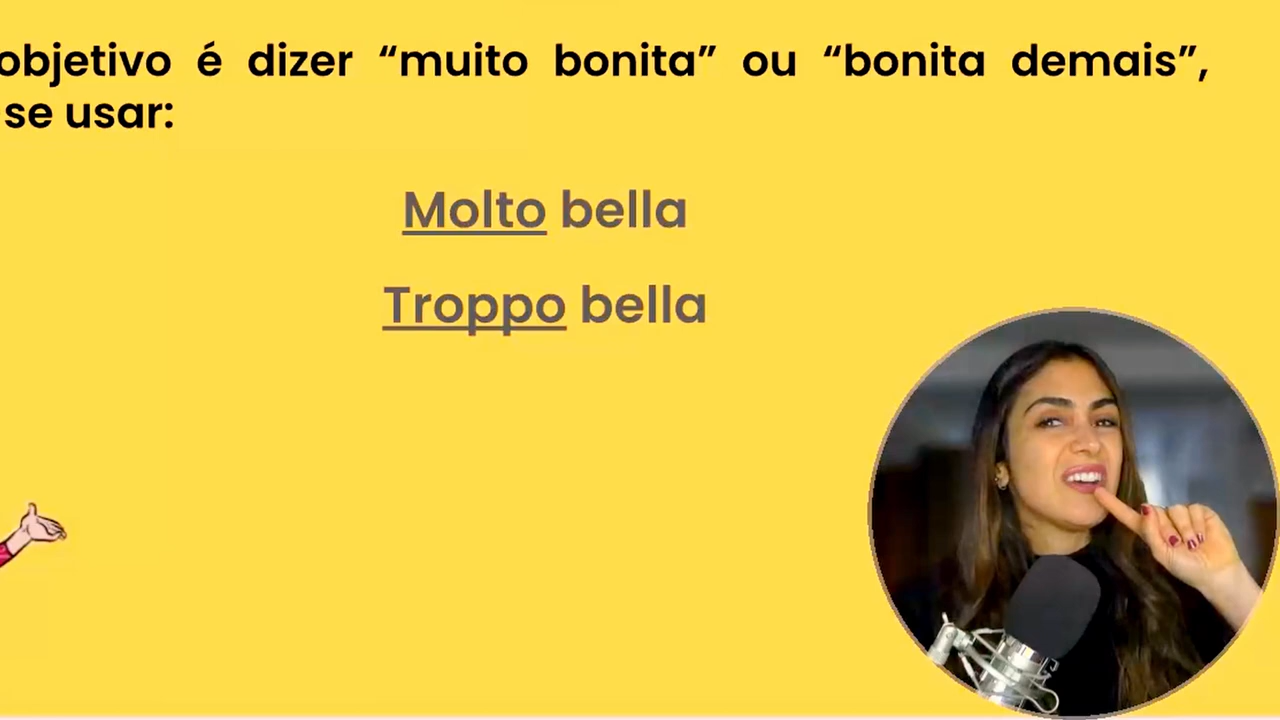 objetivo é dizer “muito bonita” ou “bonita demais”,
se usar:
Molto bella
Troppo bella